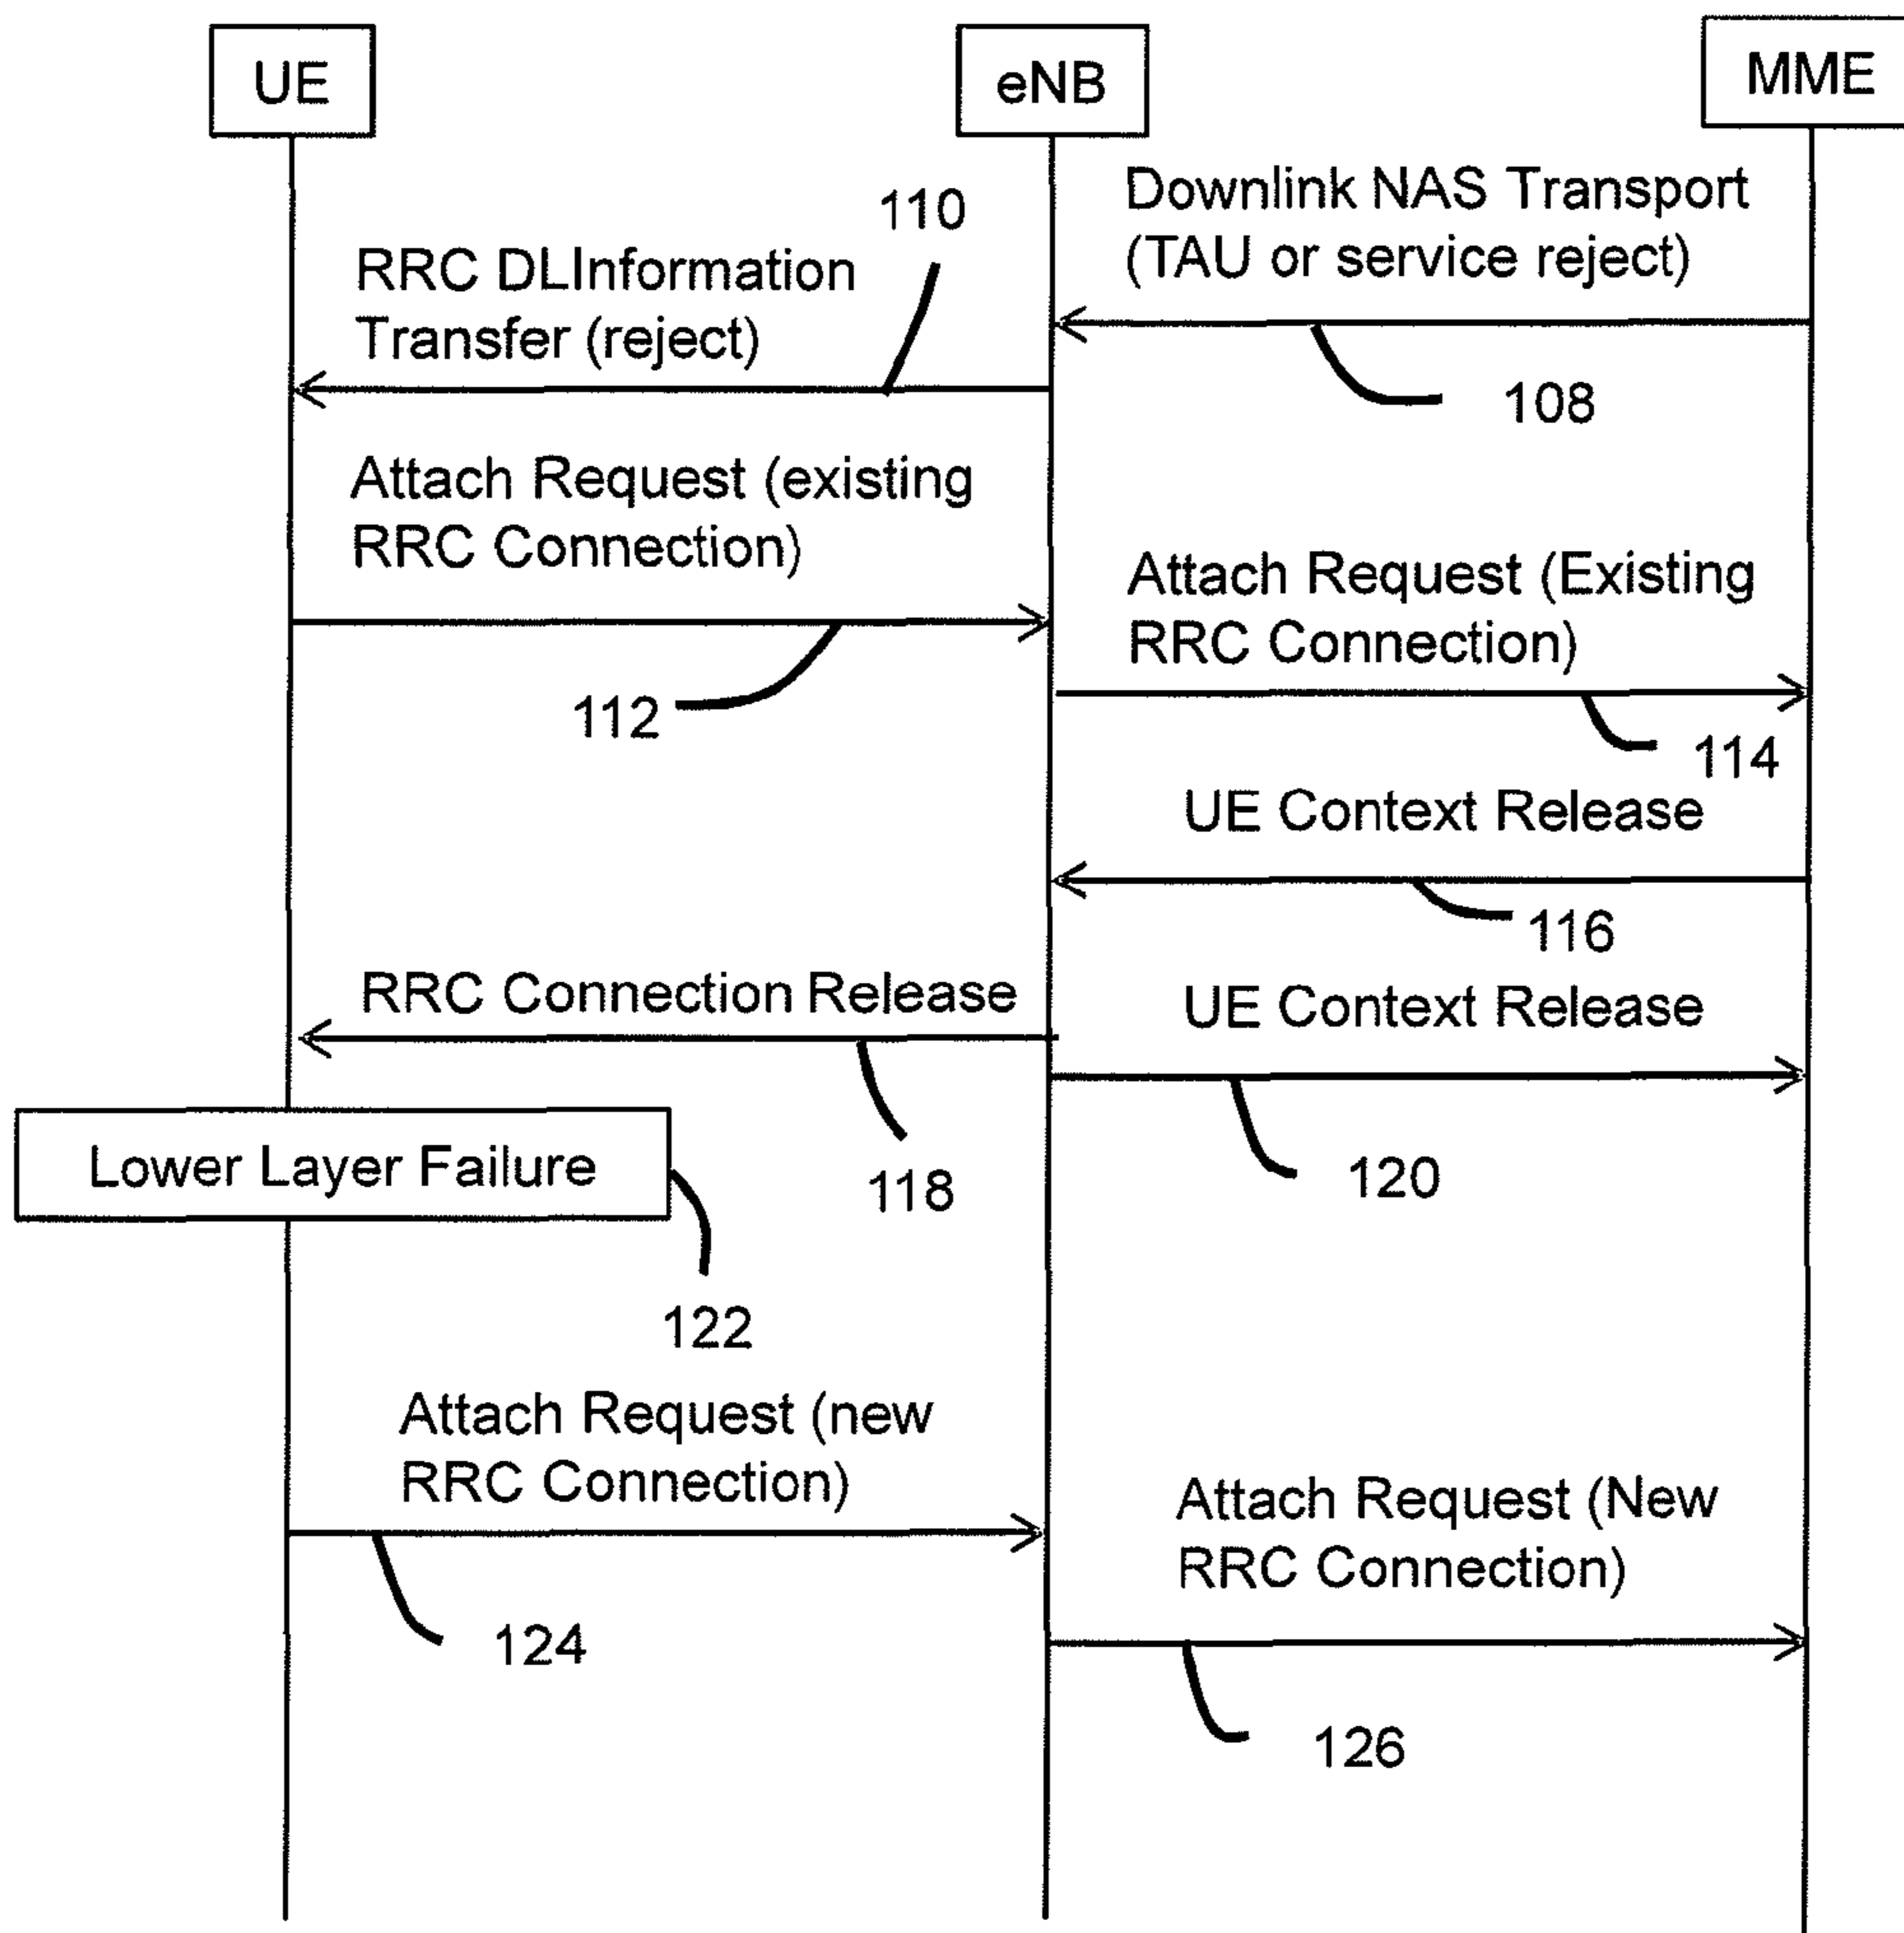 UE
eNB
MME
Downlink NAS Transport
(TAU or service reject)
110
RRC DLInformation
Transfer (reject)
108
Attach Request (existing
RRC Connection)
Attach Request (Existing
RRC Connection)
112
114
UE Context Release
116
RRC Connection Release
UE Context Release
Lower Layer Failure
118
120
122
Attach Request (new
RRC Connection)
Attach Request (New
RRC Connection)
124
126